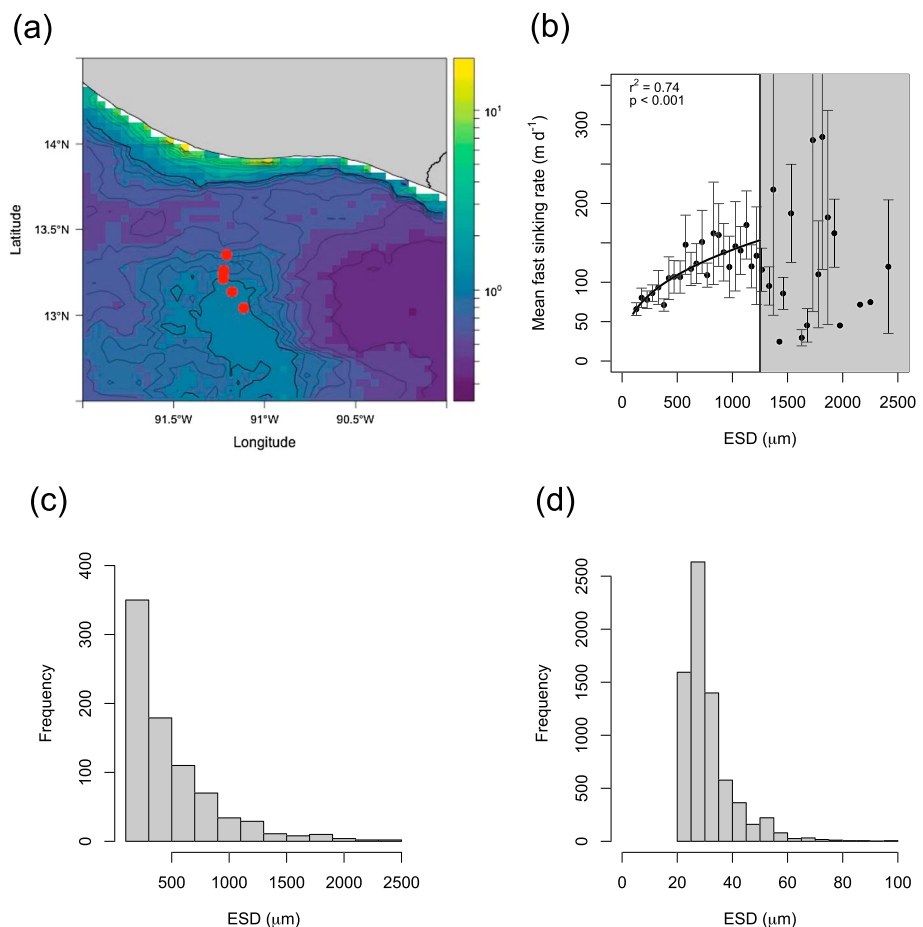 (a)
14°N
13.5°N
13°N
Latitude
91.5°W
91°W
90.5°W
Longitude
10¹
10⁰
(b)
r² = 0.74
p < 0.001
Mean fast sinking rate (m d⁻¹)
0
50
100
200
300
0
500
1000
1500
2000
2500
ESD (μm)
(c)
Frequency
0
100
200
300
400
500
1000
1500
2000
2500
ESD (μm)
(d)
Frequency
0
500
1000
1500
2000
2500
0
20
40
60
80
100
ESD (μm)